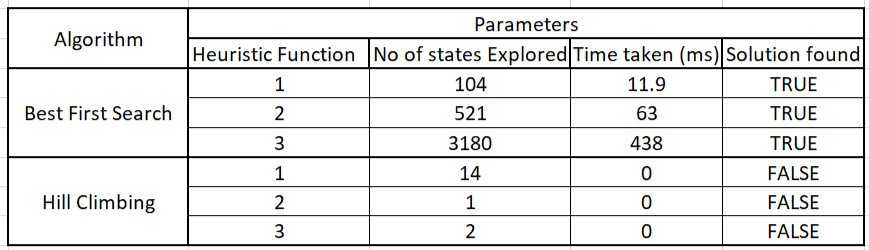 Algorithm Parameters
Heuristic Function No of states Explored Time taken (ms) Solution found
Best First Search
1 104 11.9 TRUE
2 521 63 TRUE
3 3180 438 TRUE
Hill Climbing
1 14 0 FALSE
2 1 0 FALSE
3 2 0 FALSE